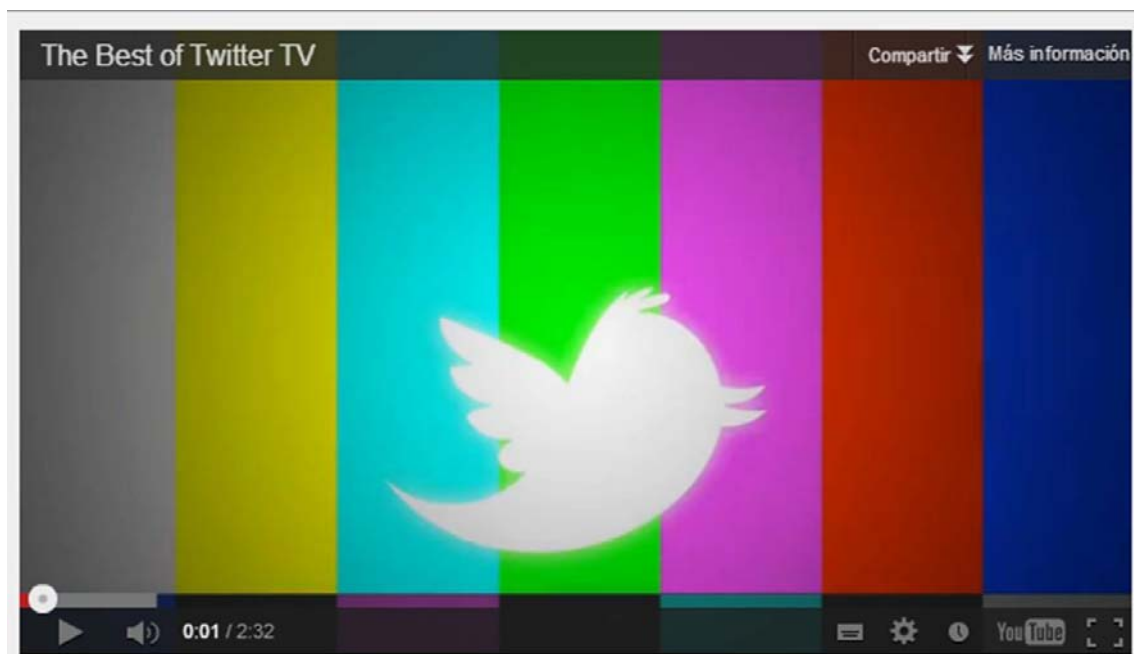 The Best of Twitter TV
Compartir Más información
0:01 / 2:32
YouTube